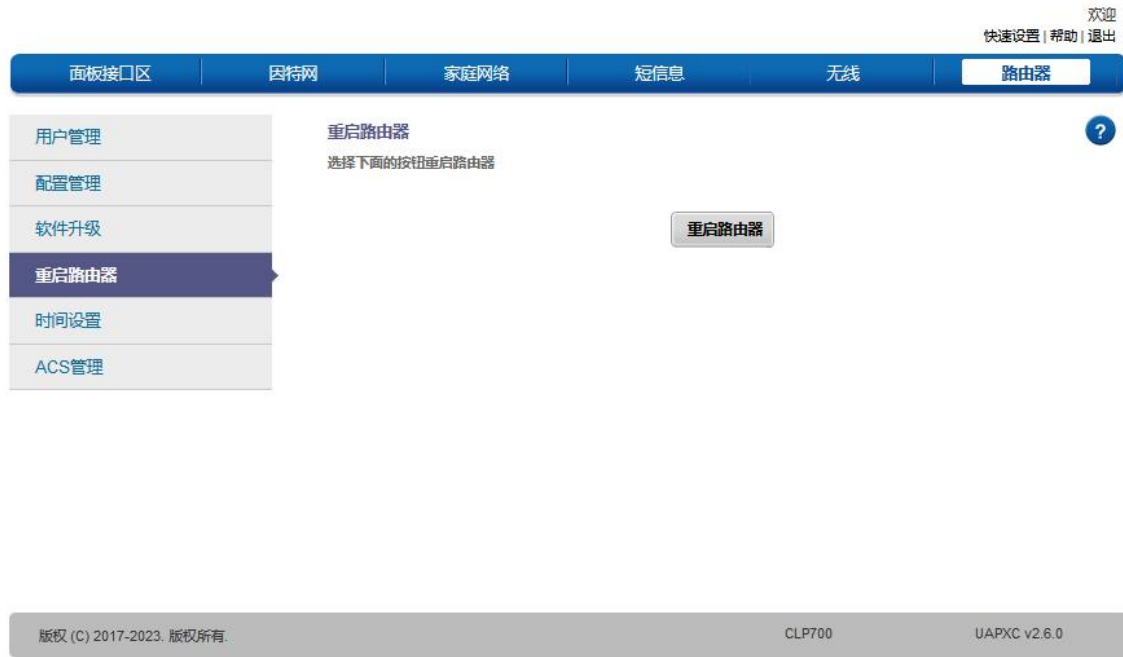 欢迎
快速设置 | 帮助 | 退出
面板接口区 因特网 家庭网络 短信息 无线 路由器
用户管理
配置管理
软件升级
重启路由器
时间设置
ACS管理
重启路由器
?
选择下面的按钮重启路由器
重启路由器
版权 (C) 2017-2023. 版权所有. CLP700 UAPXC v2.6.0